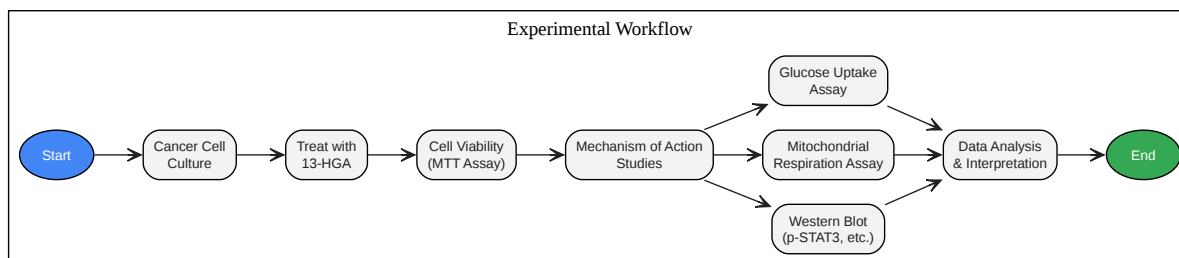 Experimental Workflow
Start
Cancer Cell
Culture
Treat with
13-HGA
Cell Viability
(MTT Assay)
Mechanism of Action
Studies
Glucose Uptake
Assay
Mitochondrial
Respiration Assay
Western Blot
(p-STAT3, etc.)
Data Analysis
& Interpretation
End